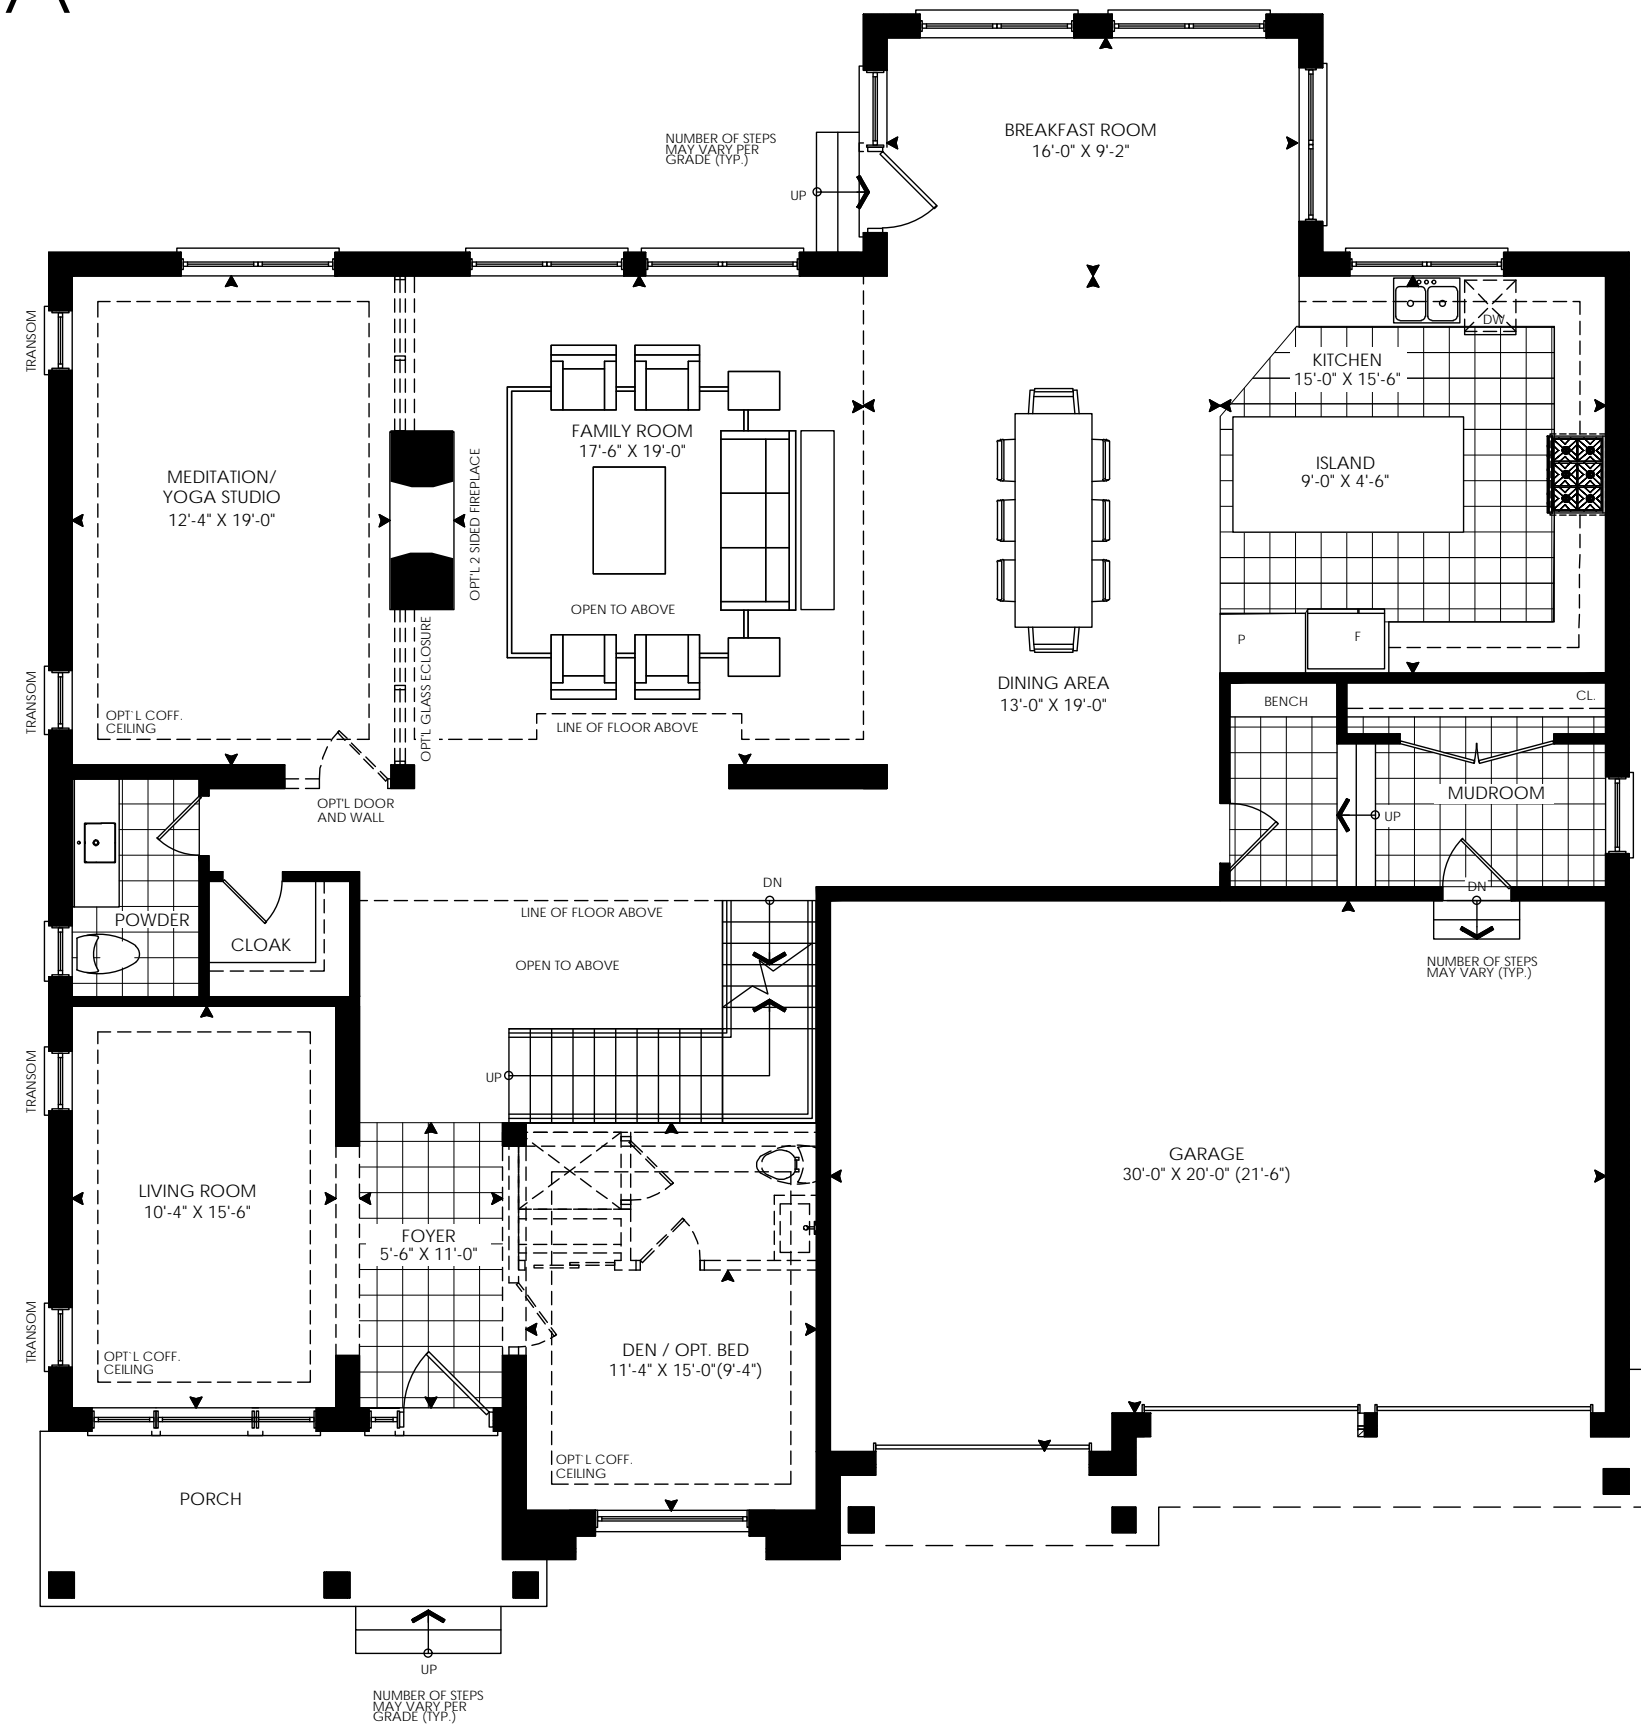 A
NUMBER OF STEPS
MAY VARY PER
GRADE (TYP.)
UP
BREAKFAST ROOM
16'-0" X 9'-2"
TRANSOM
DW
KITCHEN
15'-0" X 15'-6"
FAMILY ROOM
17'-6" X 19'-0"
ISLAND
9'-0" X 4'-6"
MEDITATION/
YOGA STUDIO
12'-4" X 19'-0"
OPT'L 2 SIDED FIREPLACE
OPEN TO ABOVE
P
F
OPT'L GLASS ECLOSURE
TRANSOM
DINING AREA
13'-0" X 19'-0"
BENCH
CL.
OPT`L COFF.
CEILING
LINE OF FLOOR ABOVE
MUDROOM
OPT'L DOOR
AND WALL
UP
DN
DN
LINE OF FLOOR ABOVE
POWDER
CLOAK
OPEN TO ABOVE
NUMBER OF STEPS
MAY VARY (TYP.)
TRANSOM
UP
GARAGE
30'-0" X 20'-0" (21'-6")
LIVING ROOM
10'-4" X 15'-6"
FOYER
5'-6" X 11'-0"
TRANSOM
DEN / OPT. BED
11'-4" X 15'-0"(9'-4")
OPT`L COFF.
CEILING
OPT`L COFF.
CEILING
PORCH
UP
NUMBER OF STEPS
MAY VARY PER
GRADE (TYP.)